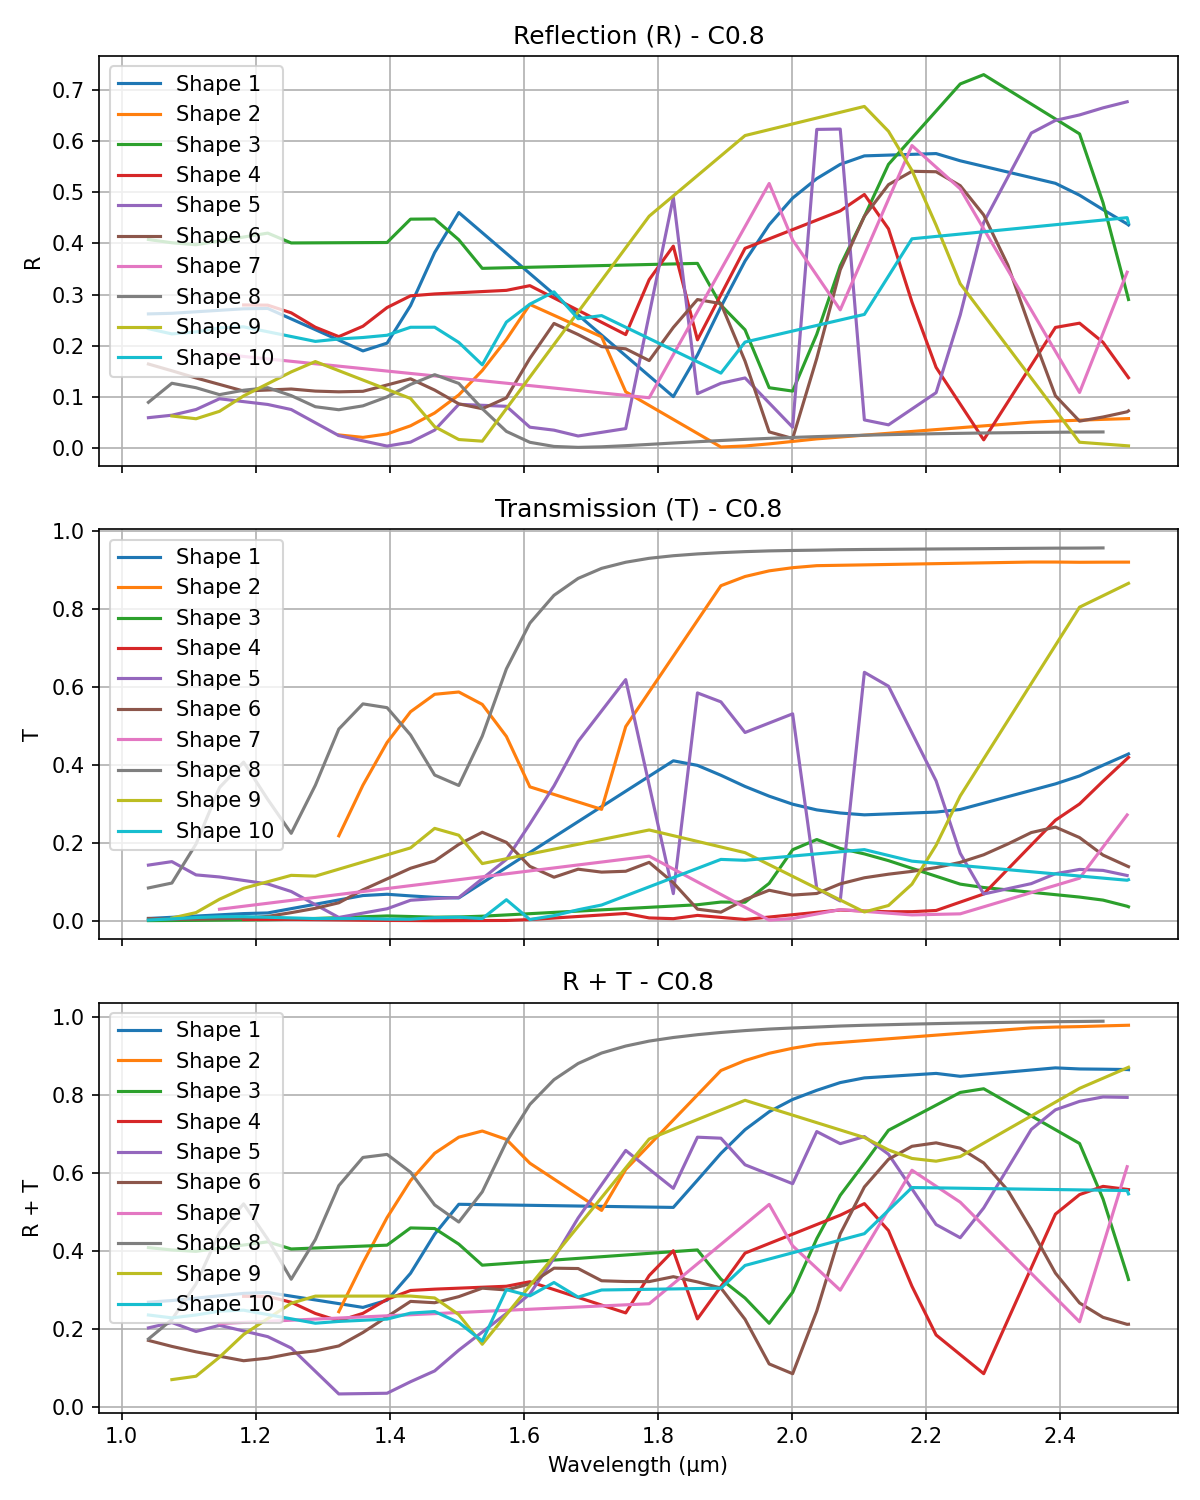 Reflection (R) - C0.8
R
0.7
0.6
0.5
0.4
0.3
0.2
0.1
0.0
Shape 1
Shape 2
Shape 3
Shape 4
Shape 5
Shape 6
Shape 7
Shape 8
Shape 9
Shape 10
Transmission (T) - C0.8
T
1.0
0.8
0.6
0.4
0.2
0.0
Shape 1
Shape 2
Shape 3
Shape 4
Shape 5
Shape 6
Shape 7
Shape 8
Shape 9
Shape 10
R + T - C0.8
R + T
1.0
0.8
0.6
0.4
0.2
0.0
Shape 1
Shape 2
Shape 3
Shape 4
Shape 5
Shape 6
Shape 7
Shape 8
Shape 9
Shape 10
1.0 1.2 1.4 1.6 1.8 2.0 2.2 2.4
Wavelength (μm)